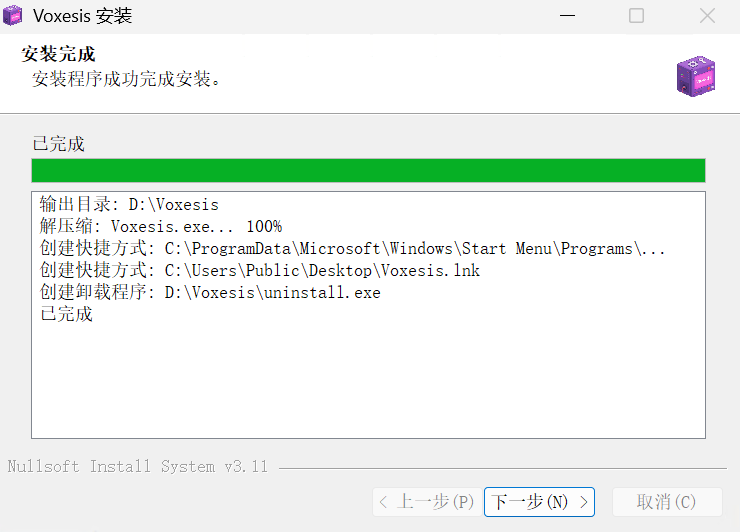 Voxesis 安装
安装完成
安装程序成功完成安装。
已完成
输出目录: D:\Voxesis
解压缩: Voxesis.exe... 100%
创建快捷方式: C:\ProgramData\Microsoft\Windows\Start Menu\Programs\...
创建快捷方式: C:\Users\Public\Desktop\Voxesis.lnk
创建卸载程序: D:\Voxesis\uninstall.exe
已完成
Nullsoft Install System v3.11
< 上一步(P)
下一步(N) >
取消(C)